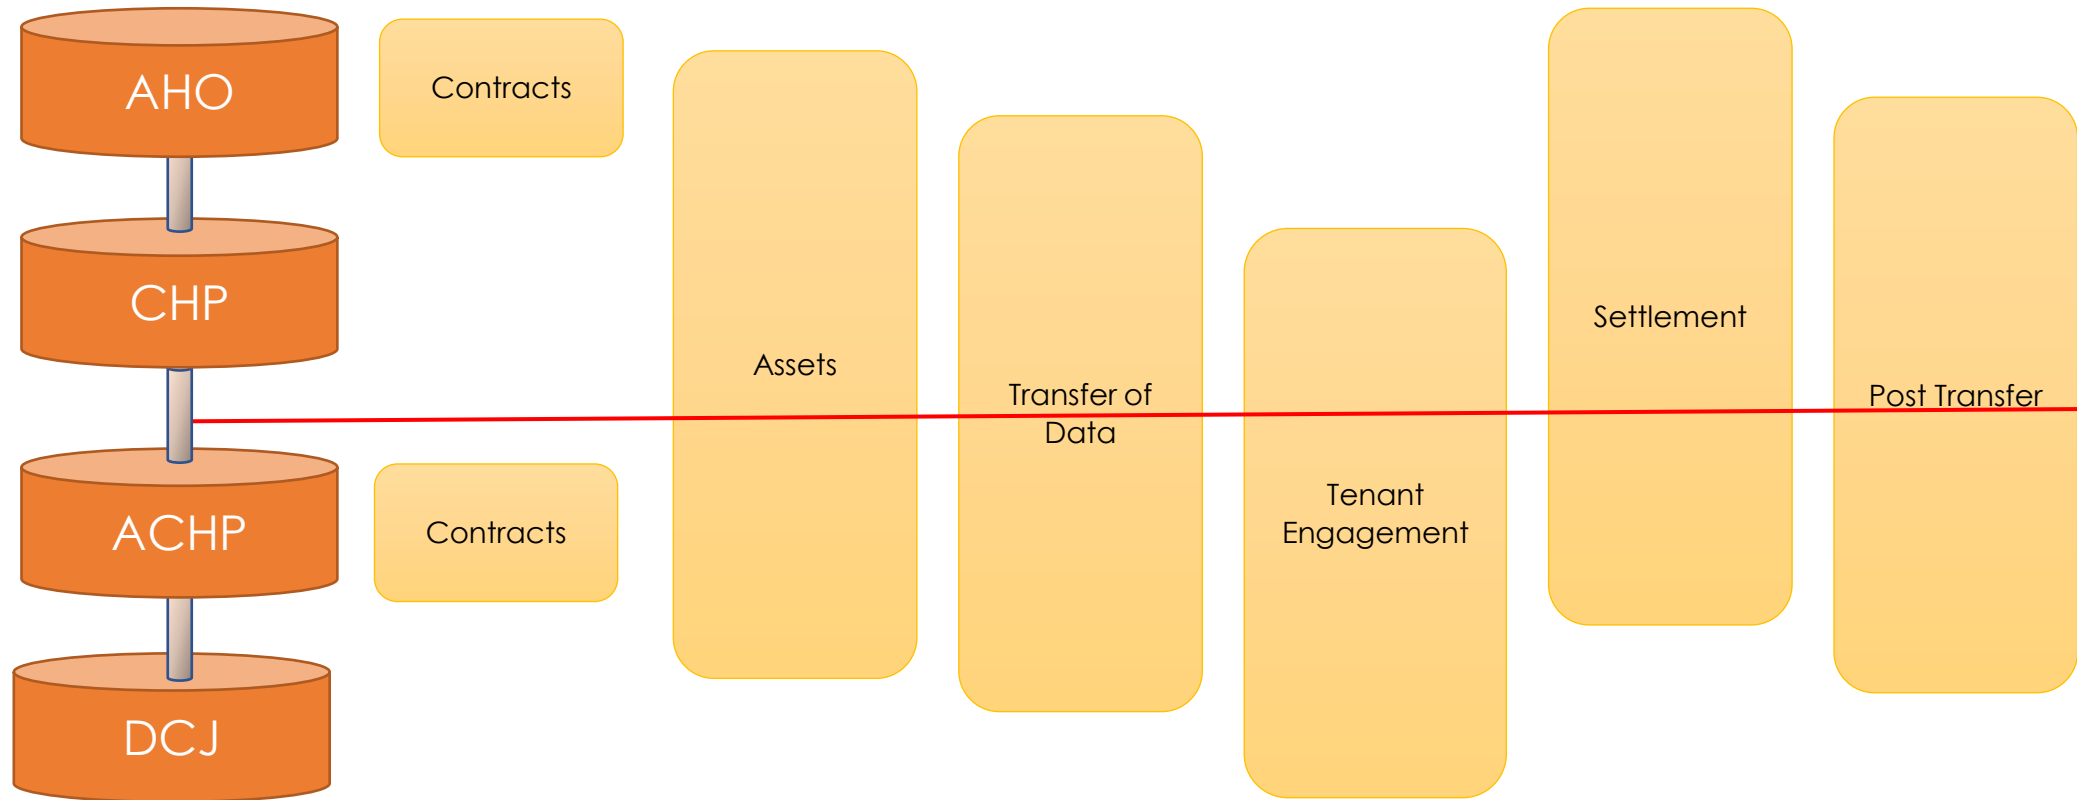 AHO
Contracts
CHP
ACHP
Contracts
DCJ
Assets
Transfer of
Data
Tenant
Engagement
Settlement
Post Transfer